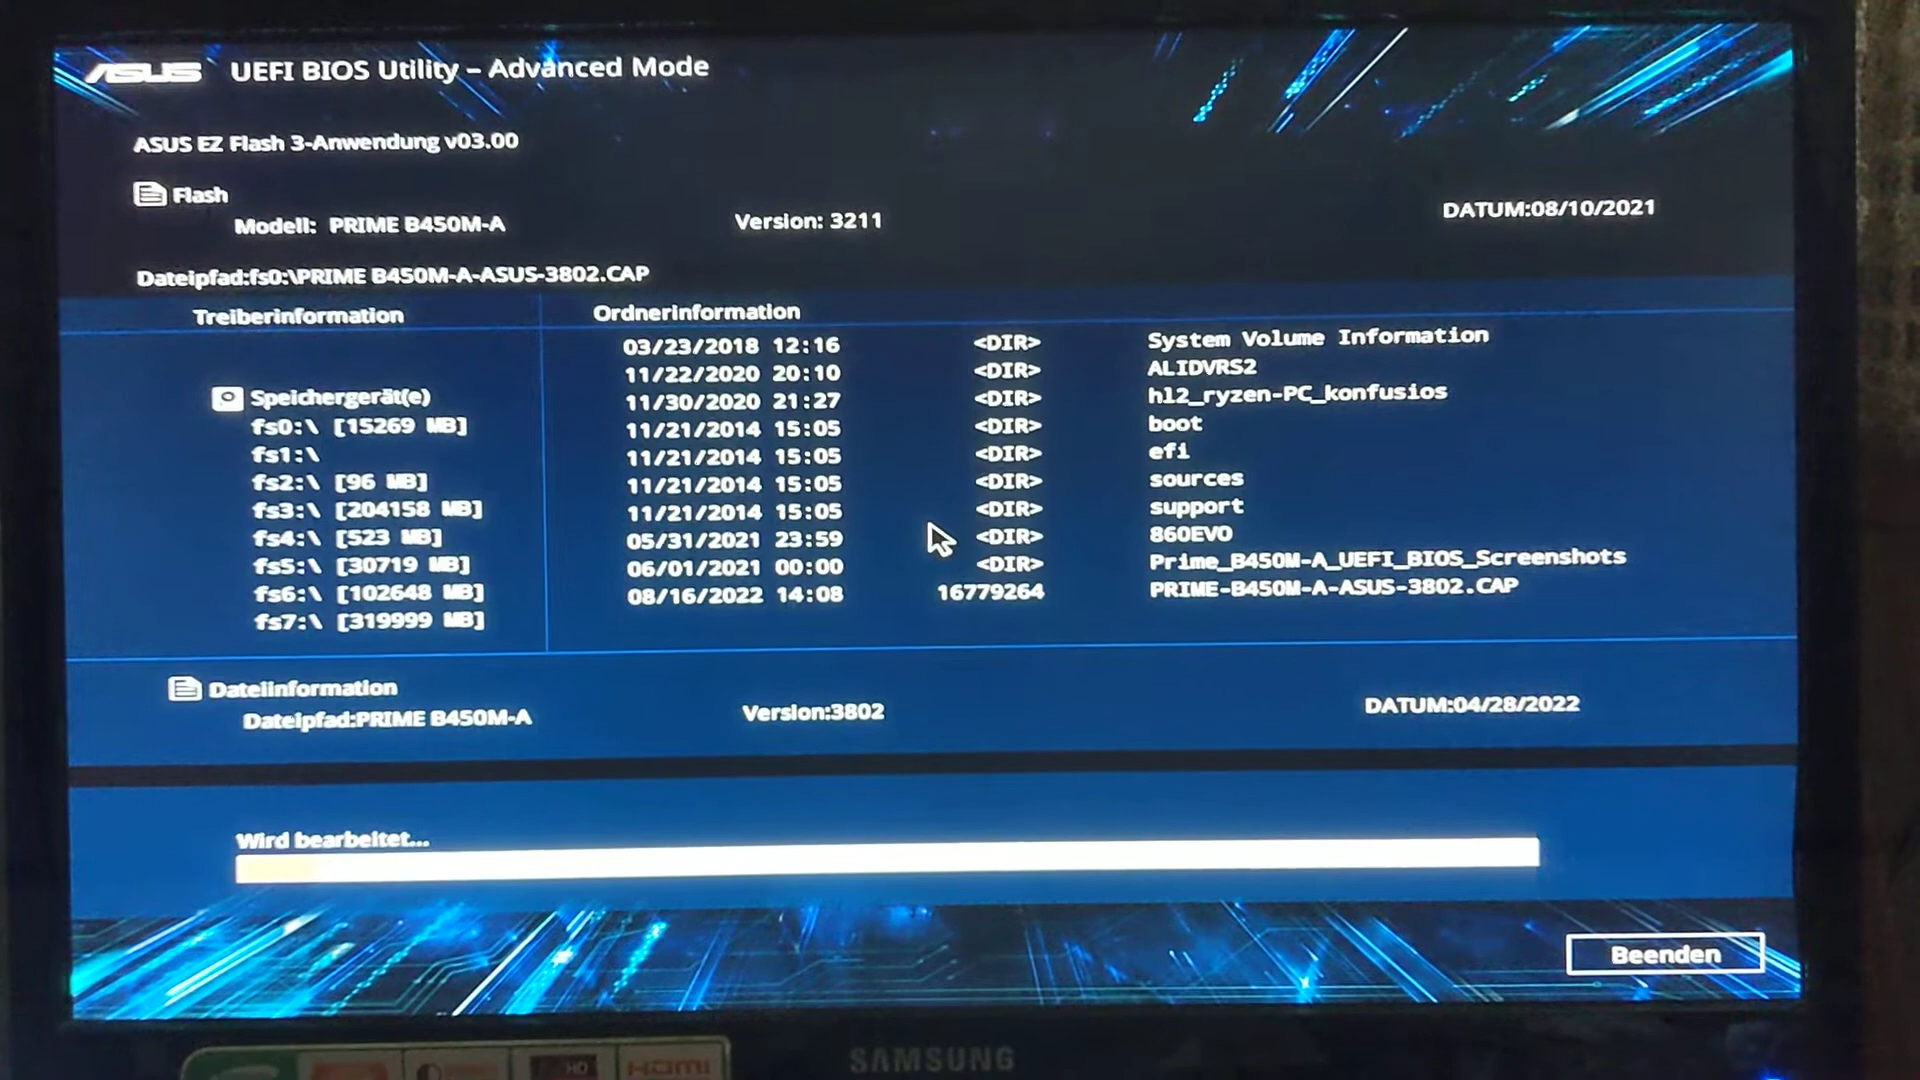 ASUS UEFI BIOS Utility – Advanced Mode
ASUS EZ Flash 3-Anwendung v03.00
Flash
Modell: PRIME B450M-A Version: 3211 DATUM:08/10/2021
Dateipfad:fs0:\PRIME B450M-A-ASUS-3802.CAP
Treiberinformation Ordnerinformation
03/23/2018 12:16 <DIR> System Volume Information
11/22/2020 20:10 <DIR> ALIDVRS2
Speichergerät(e) 11/30/2020 21:27 <DIR> hl2_ryzen-PC_konfusios
fs0:\ [15269 MB] 11/21/2014 15:05 <DIR> boot
fs1:\ 11/21/2014 15:05 <DIR> efi
fs2:\ [96 MB] 11/21/2014 15:05 <DIR> sources
fs3:\ [204158 MB] 11/21/2014 15:05 <DIR> support
fs4:\ [523 MB] 05/31/2021 23:59 <DIR> 860EVO
fs5:\ [30719 MB] 06/01/2021 00:00 <DIR> Prime_B450M-A_UEFI_BIOS_Screenshots
fs6:\ [102648 MB] 08/16/2022 14:08 16779264 PRIME-B450M-A-ASUS-3802.CAP
fs7:\ [319999 MB]
Dateiinformation
Dateipfad:PRIME B450M-A Version:3802 DATUM:04/28/2022
Wird bearbeitet...
Beenden
SAMSUNG
HD HDMI